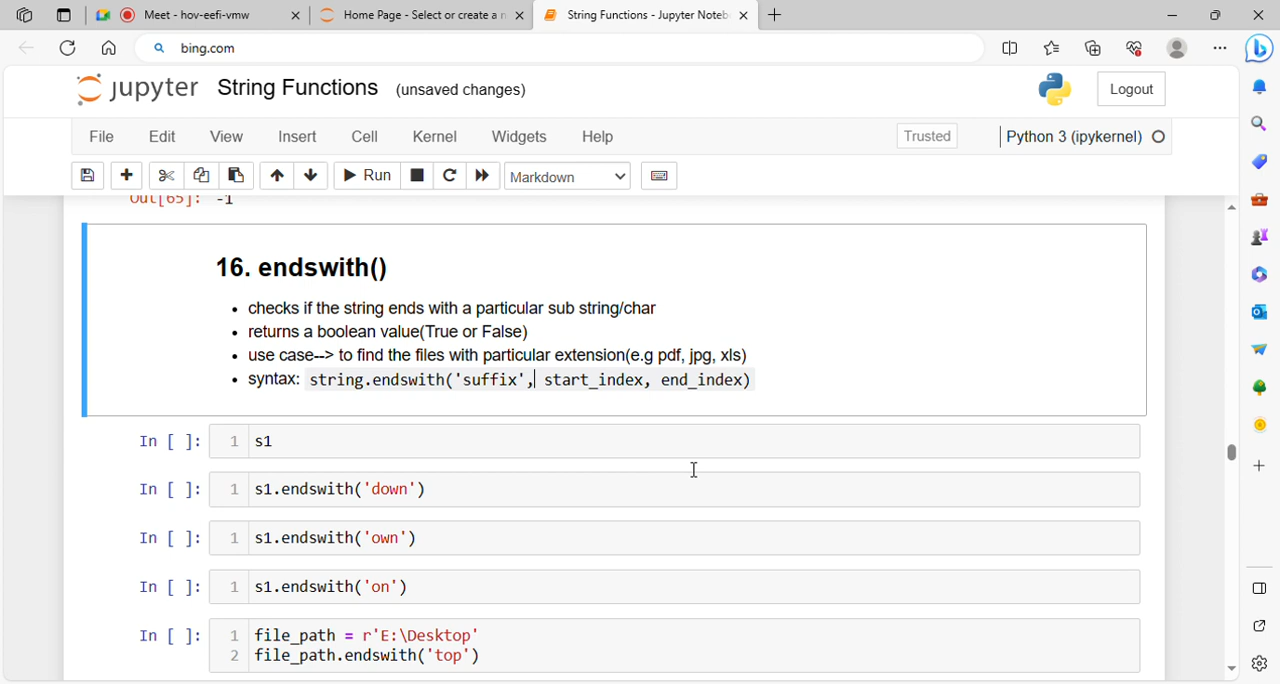 Meet - hov-eefi-vmw
Home Page - Select or create a n
String Functions - Jupyter Noteb
bing.com
jupyter String Functions (unsaved changes)
Logout
File Edit View Insert Cell Kernel Widgets Help
Trusted
Python 3 (ipykernel)
Run
Markdown
Out[65]: -1
16. endswith()
• checks if the string ends with a particular sub string/char
• returns a boolean value(True or False)
• use case--> to find the files with particular extension(e.g pdf, jpg, xls)
• syntax: string.endswith('suffix', start_index, end_index)
In [ ]: 1 s1
In [ ]: 1 s1.endswith('down')
In [ ]: 1 s1.endswith('own')
In [ ]: 1 s1.endswith('on')
In [ ]: 1 file_path = r'E:\Desktop'
2 file_path.endswith('top')